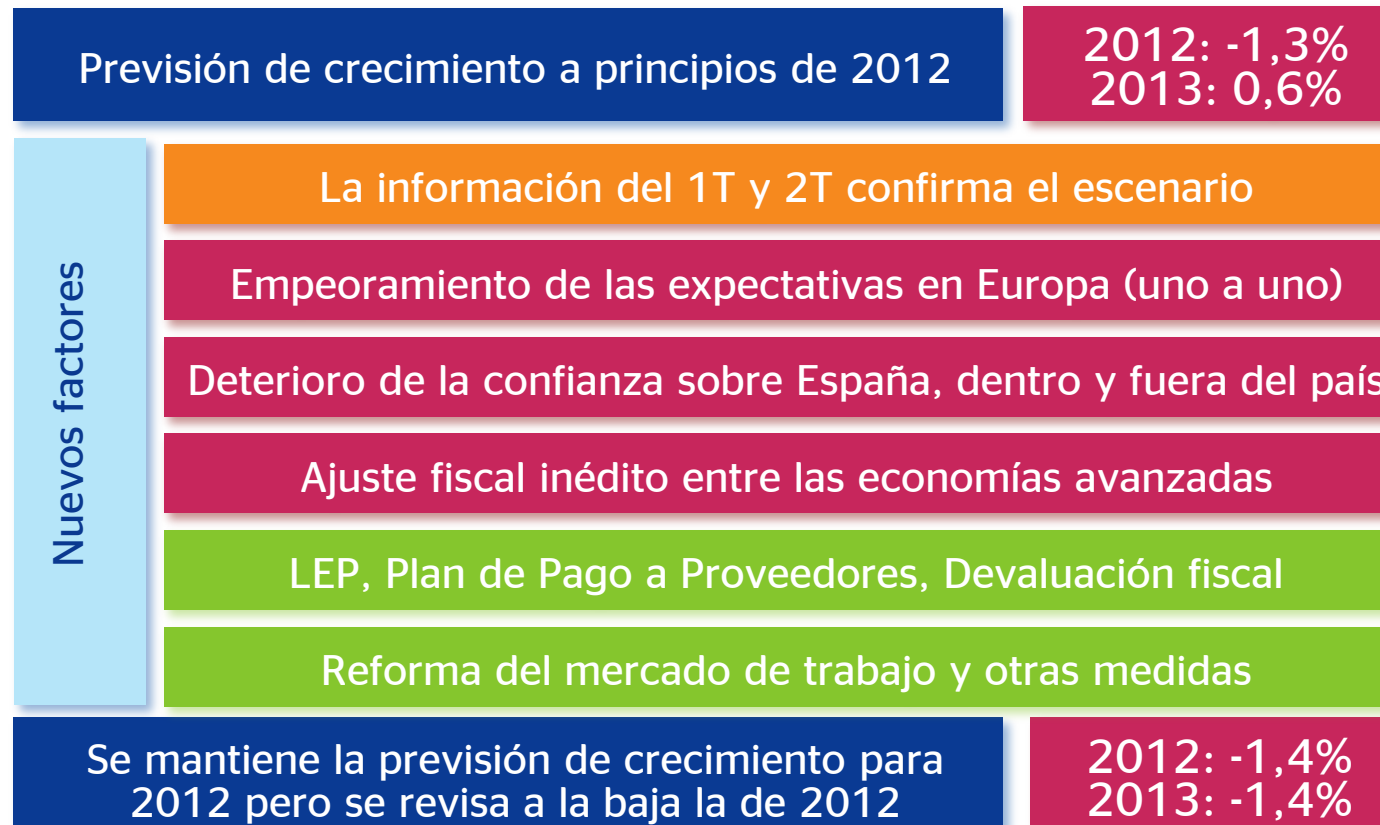 Previsión de crecimiento a principios de 2012
2012: -1,3%
2013: 0,6%
Nuevos factores
La información del 1T y 2T confirma el escenario
Empeoramiento de las expectativas en Europa (uno a uno)
Deterioro de la confianza sobre España, dentro y fuera del país
Ajuste fiscal inédito entre las economías avanzadas
LEP, Plan de Pago a Proveedores, Devaluación fiscal
Reforma del mercado de trabajo y otras medidas
Se mantiene la previsión de crecimiento para
2012 pero se revisa a la baja la de 2012
2012: -1,4%
2013: -1,4%